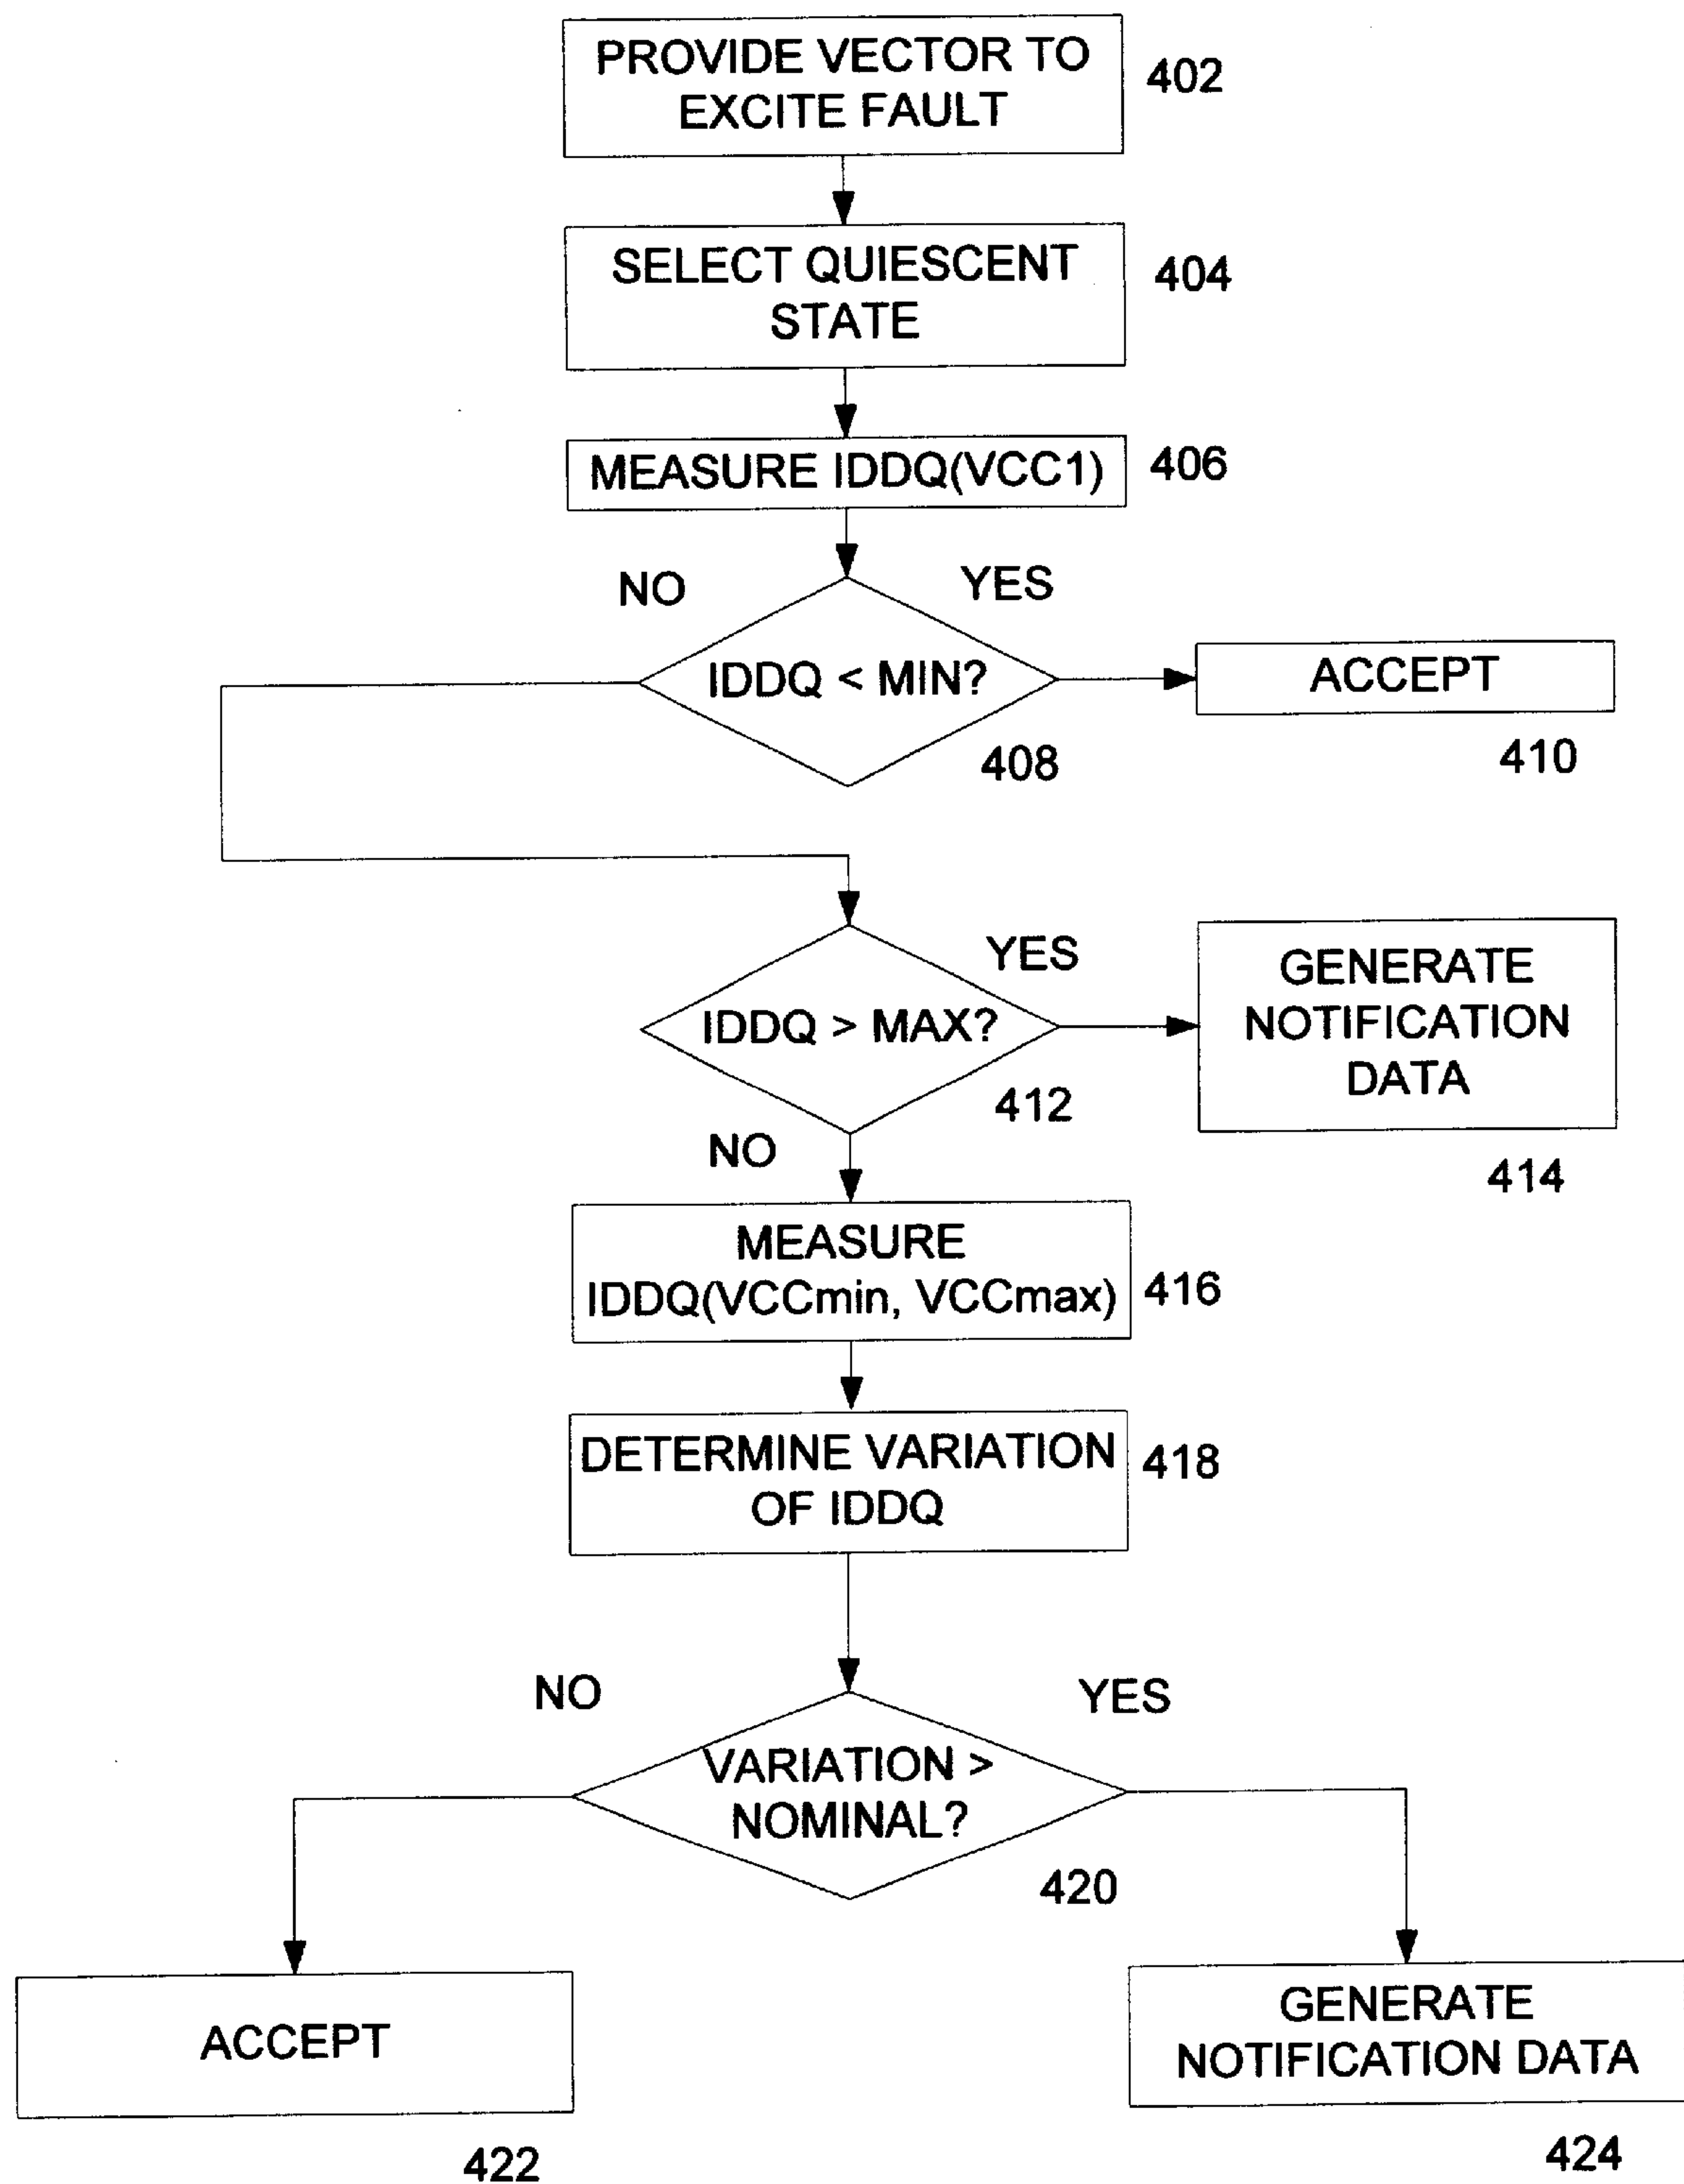 PROVIDE VECTOR TO
EXCITE FAULT
402
SELECT QUIESCENT
STATE
404
MEASURE IDDQ(VCC1)
406
NO
YES
IDDQ < MIN?
408
ACCEPT
410
YES
IDDQ > MAX?
412
GENERATE
NOTIFICATION
DATA
414
NO
MEASURE
IDDQ(VCCmin, VCCmax)
416
DETERMINE VARIATION
OF IDDQ
418
NO
YES
VARIATION >
NOMINAL?
420
ACCEPT
422
GENERATE
NOTIFICATION DATA
424